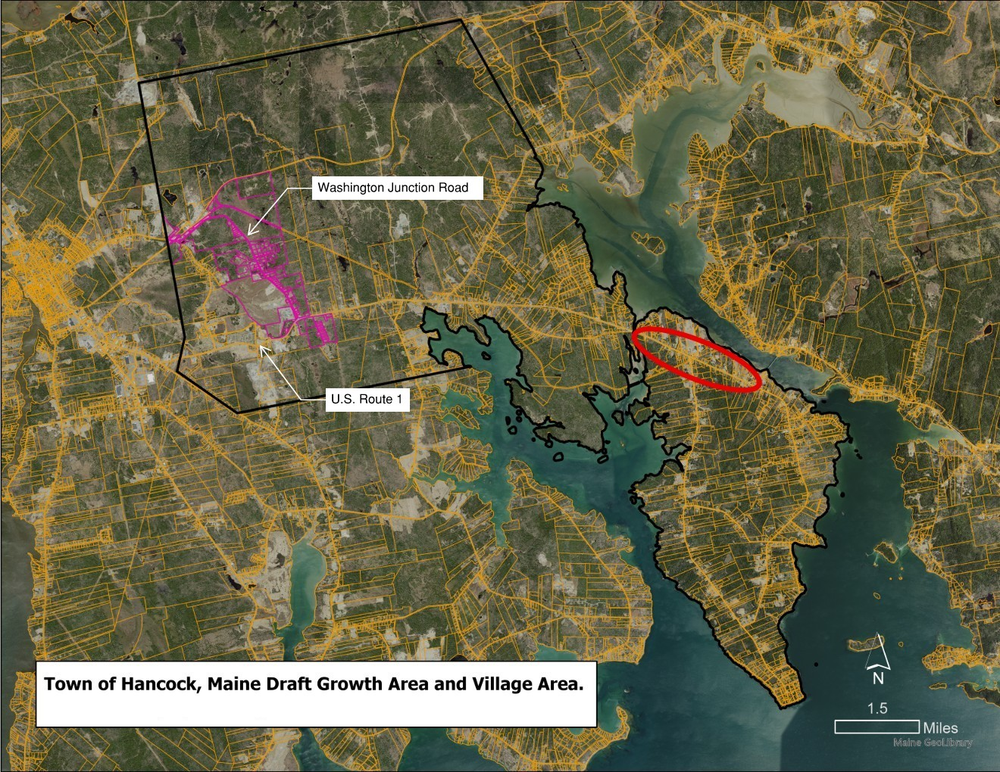 Washington Junction Road
U.S. Route 1
Town of Hancock, Maine Draft Growth Area and Village Area.
N
1.5
Miles
Maine GeoLibrary